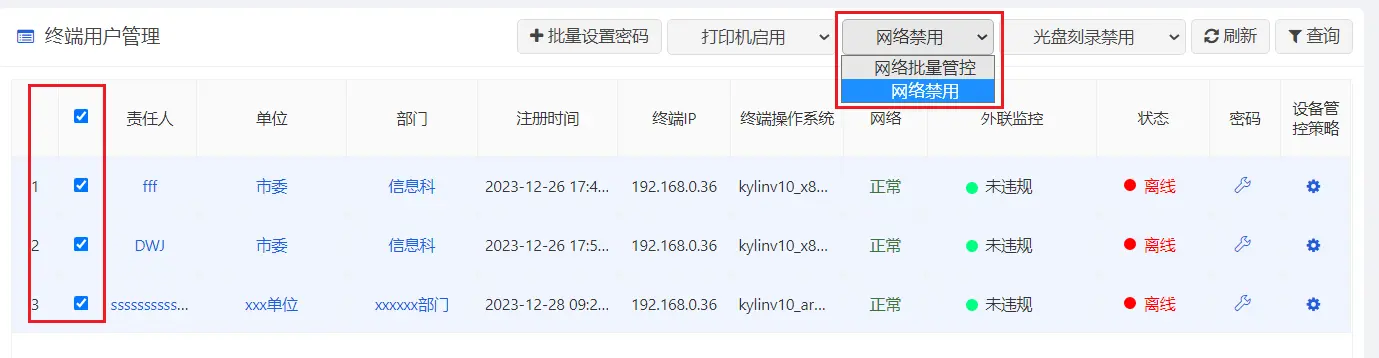 终端用户管理
批量设置密码
打印机启用
网络禁用
光盘刻录禁用
刷新
查询
网络批量管控
网络禁用
责任人 单位 部门 注册时间 终端IP 终端操作系统 网络 外联监控 状态 密码 设备管控策略
1 fff 市委 信息科 2023-12-26 17:4... 192.168.0.36 kylinv10_x8... 正常 未违规 离线
2 DWJ 市委 信息科 2023-12-26 17:5... 192.168.0.36 kylinv10_x8... 正常 未违规 离线
3 ssssssssss... xxx单位 xxxxxx部门 2023-12-28 09:2... 192.168.0.36 kylinv10_ar... 正常 未违规 离线